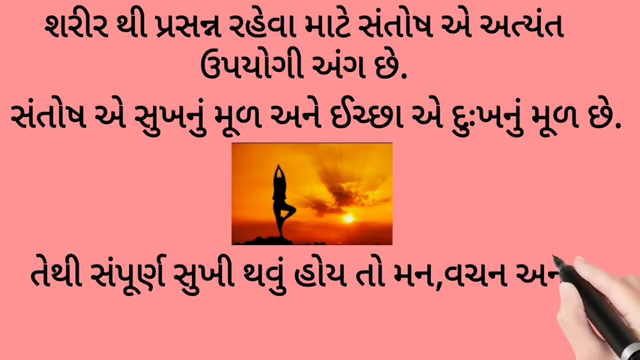 શરીર થી પ્રસન્ન રહેવા માટે સંતોષ એ અત્યંત
ઉપયોગી અંગ છે.
સંતોષ એ સુખનું મૂળ અને ઈચ્છા એ દુઃખનું મૂળ છે.
તેથી સંપૂર્ણ સુખી થવું હોય તો મન,વચન